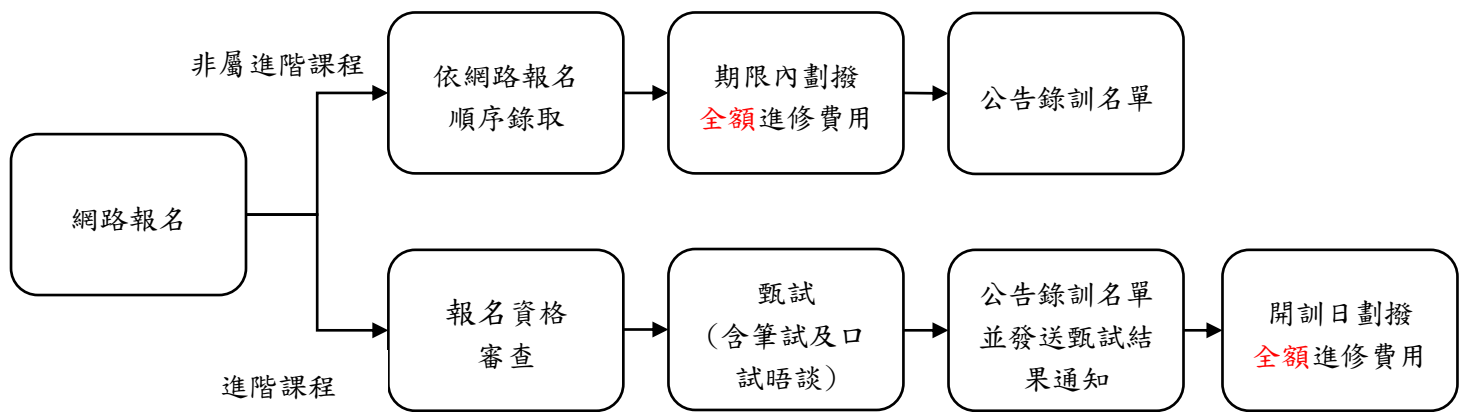 網路報名
非屬進階課程
依網路報名
順序錄取
期限內劃撥
全額進修費用
公告錄訓名單
進階課程
報名資格
審查
甄試
（含筆試及口
試晤談）
公告錄訓名單
並發送甄試結
果通知
開訓日劃撥
全額進修費用